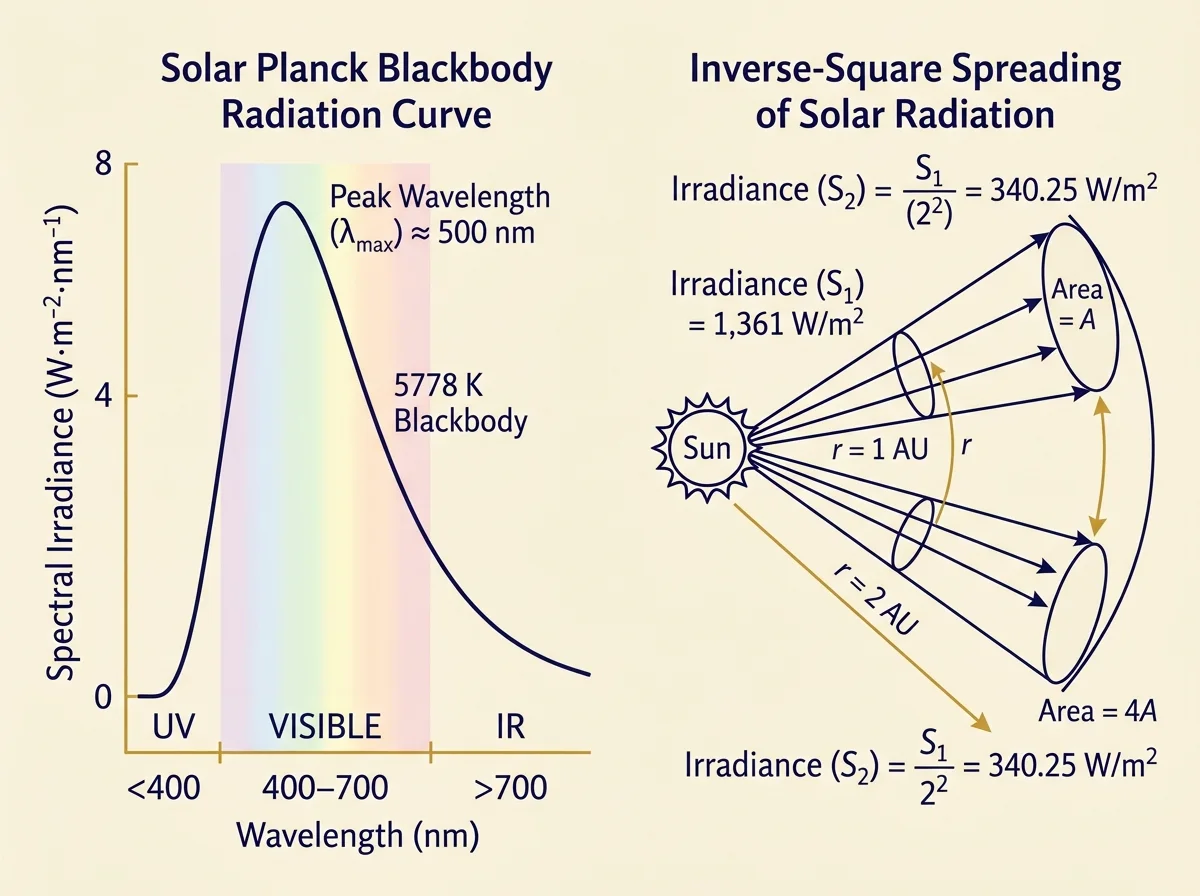 Solar Planck Blackbody
Radiation Curve
8
4
0
Spectral Irradiance (W·m⁻²·nm⁻¹)
Peak Wavelength
(λmax) ≈ 500 nm
5778 K
Blackbody
UV VISIBLE IR
<400 400–700 >700
Wavelength (nm)
Inverse-Square Spreading
of Solar Radiation
Irradiance (S₂) = S₁/(2²) = 340.25 W/m²
Irradiance (S₁)
= 1,361 W/m²
Area
= A
Sun
r = 1 AU
r
r = 2 AU
Area = 4A
Irradiance (S₂) = S₁/2² = 340.25 W/m²